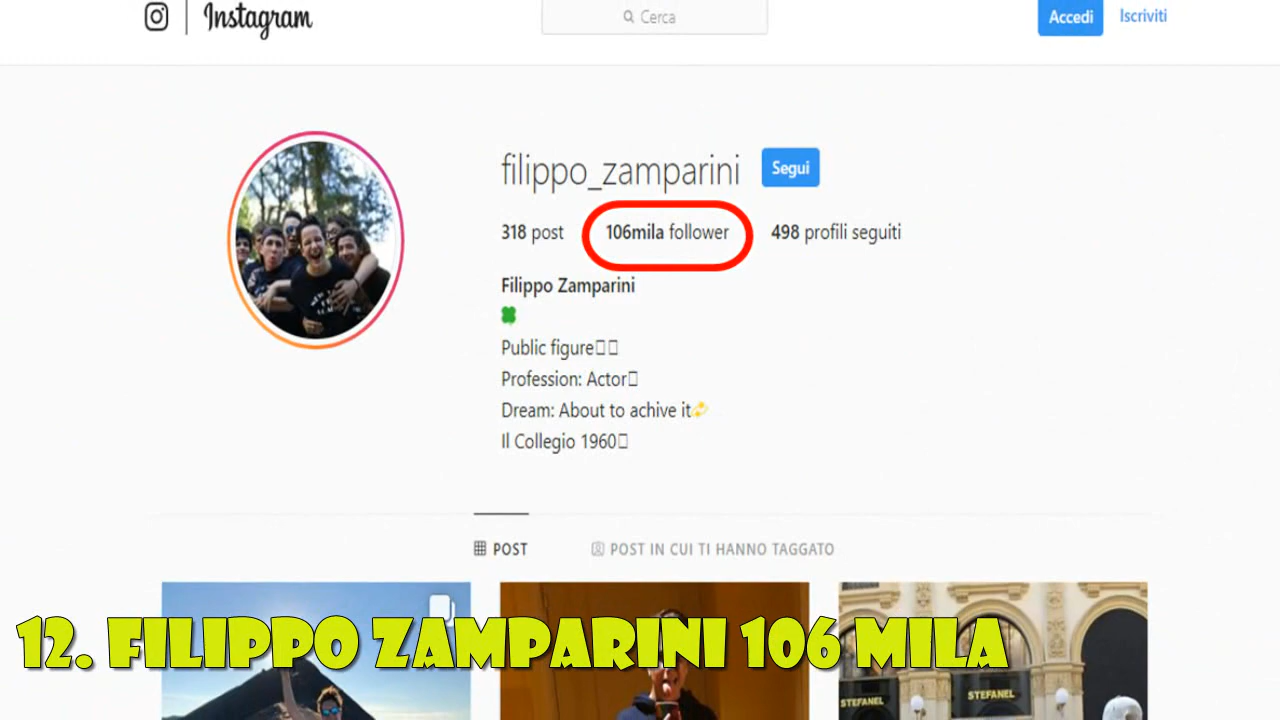 Instagram
Cerca
Accedi
Iscriviti
filippo_zamparini
Segui
318 post
106mila follower
498 profili seguiti
Filippo Zamparini
Public figure
Profession: Actor
Dream: About to achive it
Il Collegio 1960
POST
POST IN CUI TI HANNO TAGGATO
STEFANEL
STEFANEL
12. FILIPPO ZAMPARINI 106 MILA